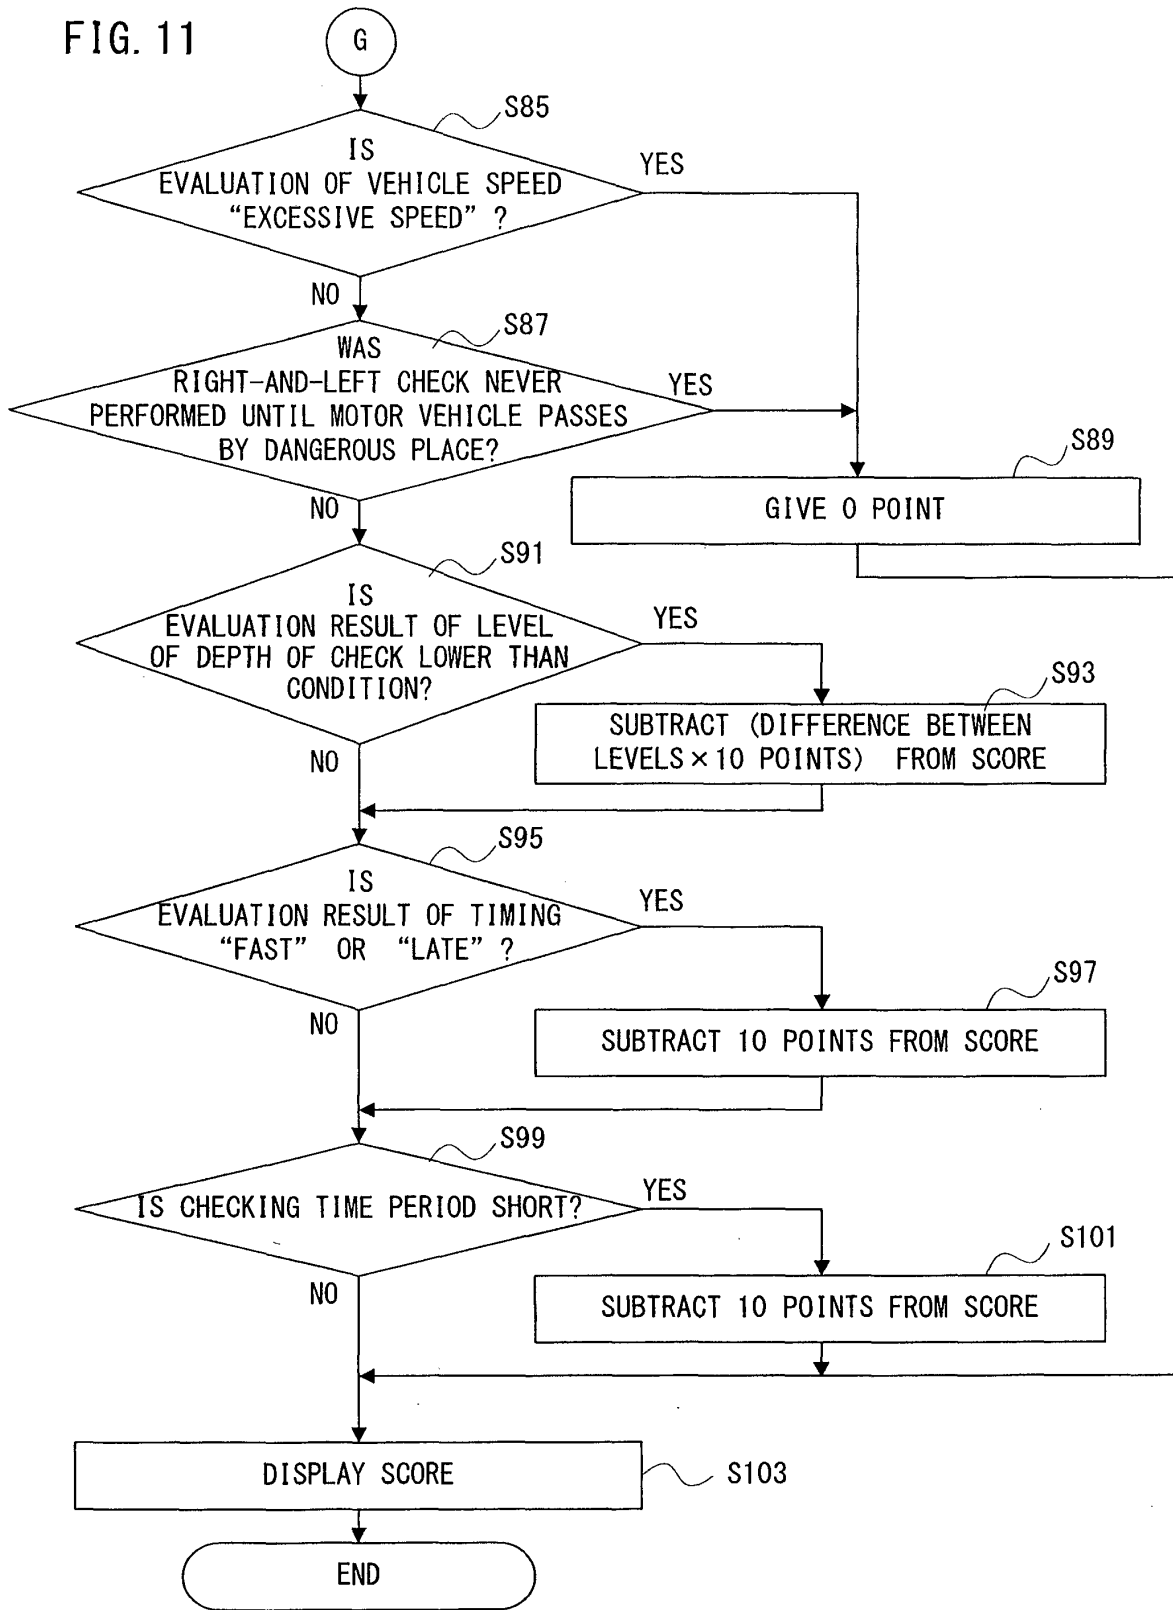 FIG. 11
G
S85
IS
EVALUATION OF VEHICLE SPEED
“EXCESSIVE SPEED” ?
YES
NO
S87
WAS
RIGHT-AND-LEFT CHECK NEVER
PERFORMED UNTIL MOTOR VEHICLE PASSES
BY DANGEROUS PLACE?
YES
NO
S89
GIVE 0 POINT
S91
IS
EVALUATION RESULT OF LEVEL
OF DEPTH OF CHECK LOWER THAN
CONDITION?
YES
NO
S93
SUBTRACT (DIFFERENCE BETWEEN
LEVELS×10 POINTS) FROM SCORE
S95
IS
EVALUATION RESULT OF TIMING
“FAST” OR “LATE” ?
YES
NO
S97
SUBTRACT 10 POINTS FROM SCORE
S99
IS CHECKING TIME PERIOD SHORT?
YES
NO
S101
SUBTRACT 10 POINTS FROM SCORE
DISPLAY SCORE
S103
END